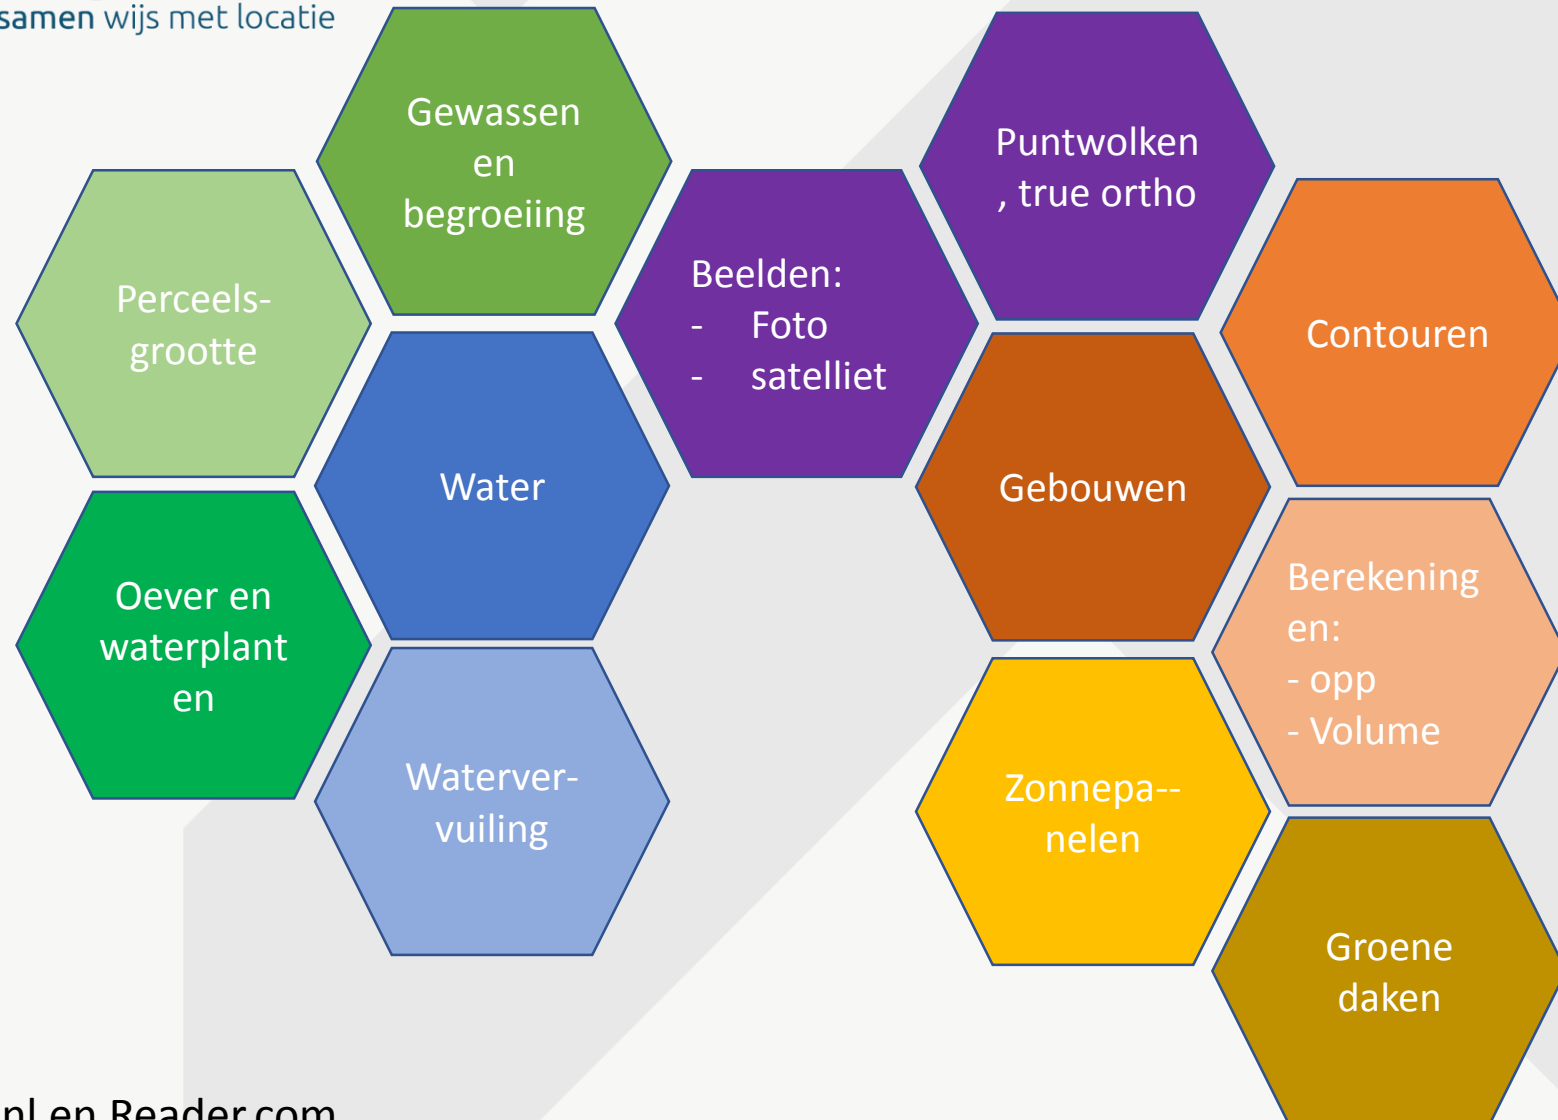 samen wijs met locatie
Gewassen
en
begroeiing
Puntwolken
, true ortho
Perceels-
grootte
Beelden:
- Foto
- satelliet
Contouren
Water
Gebouwen
Oever en
waterplant
en
Berekening
en:
- opp
- Volume
Waterver-
vuiling
Zonnepa--
nelen
Groene
daken
nl en Reader.com